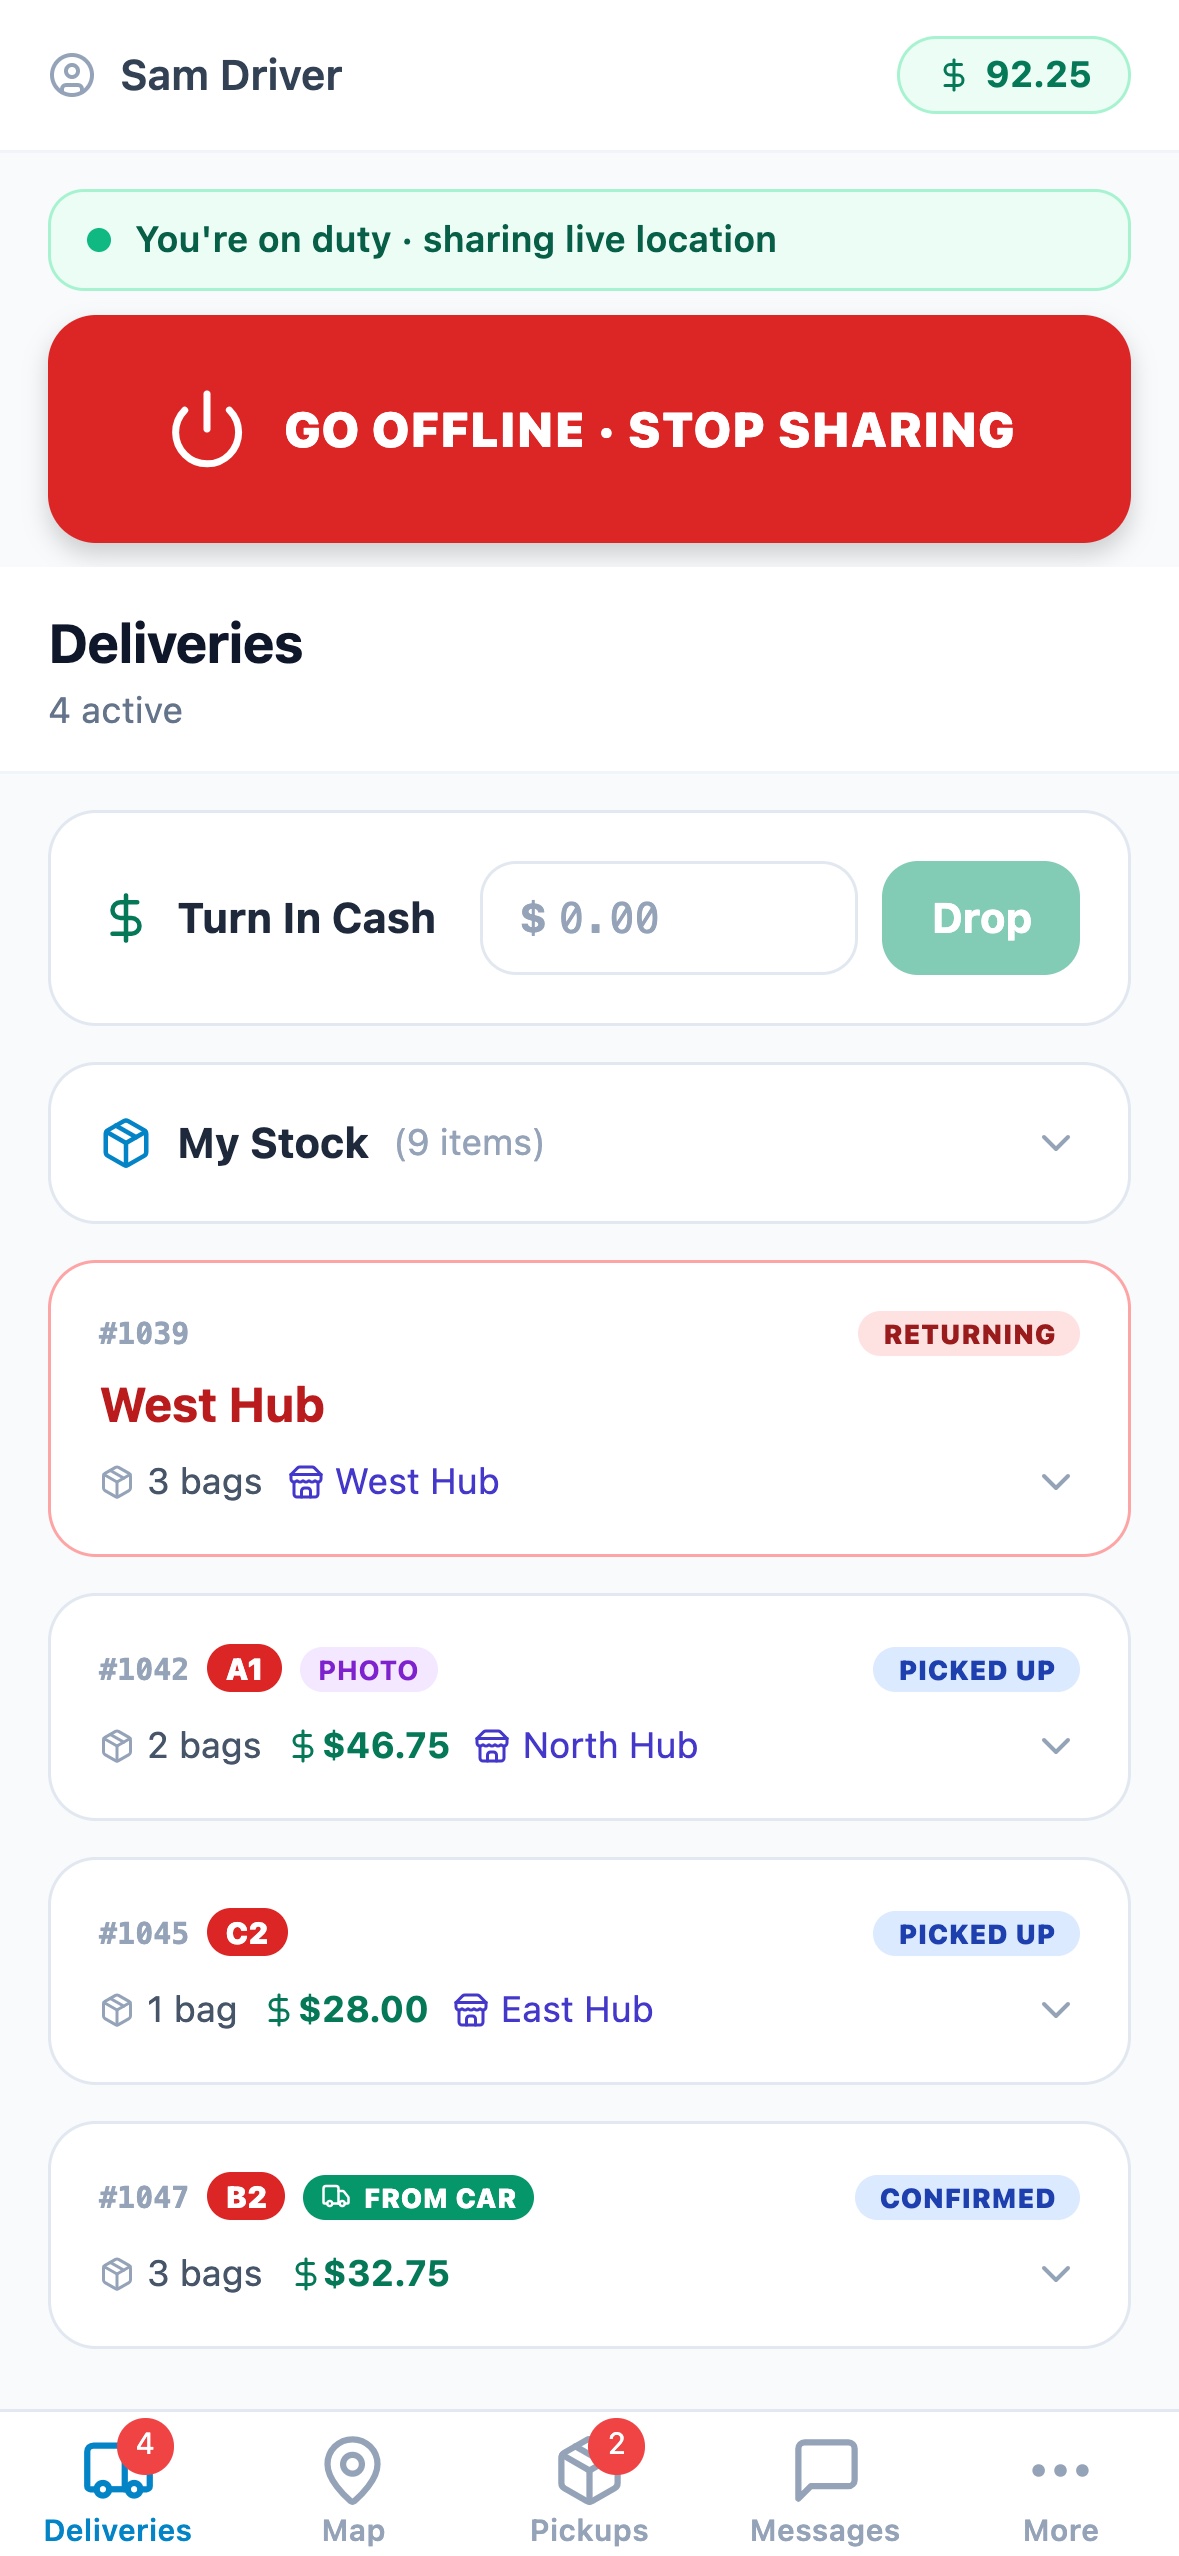 Sam Driver
$ 92.25
You're on duty · sharing live location
GO OFFLINE · STOP SHARING
Deliveries
4 active
$ Turn In Cash $ 0.00 Drop
My Stock (9 items)
#1039 RETURNING
West Hub
3 bags West Hub
#1042 A1 PHOTO PICKED UP
2 bags $ $46.75 North Hub
#1045 C2 PICKED UP
1 bag $ $28.00 East Hub
#1047 B2 FROM CAR CONFIRMED
3 bags $ $32.75
4 2
Deliveries Map Pickups Messages More